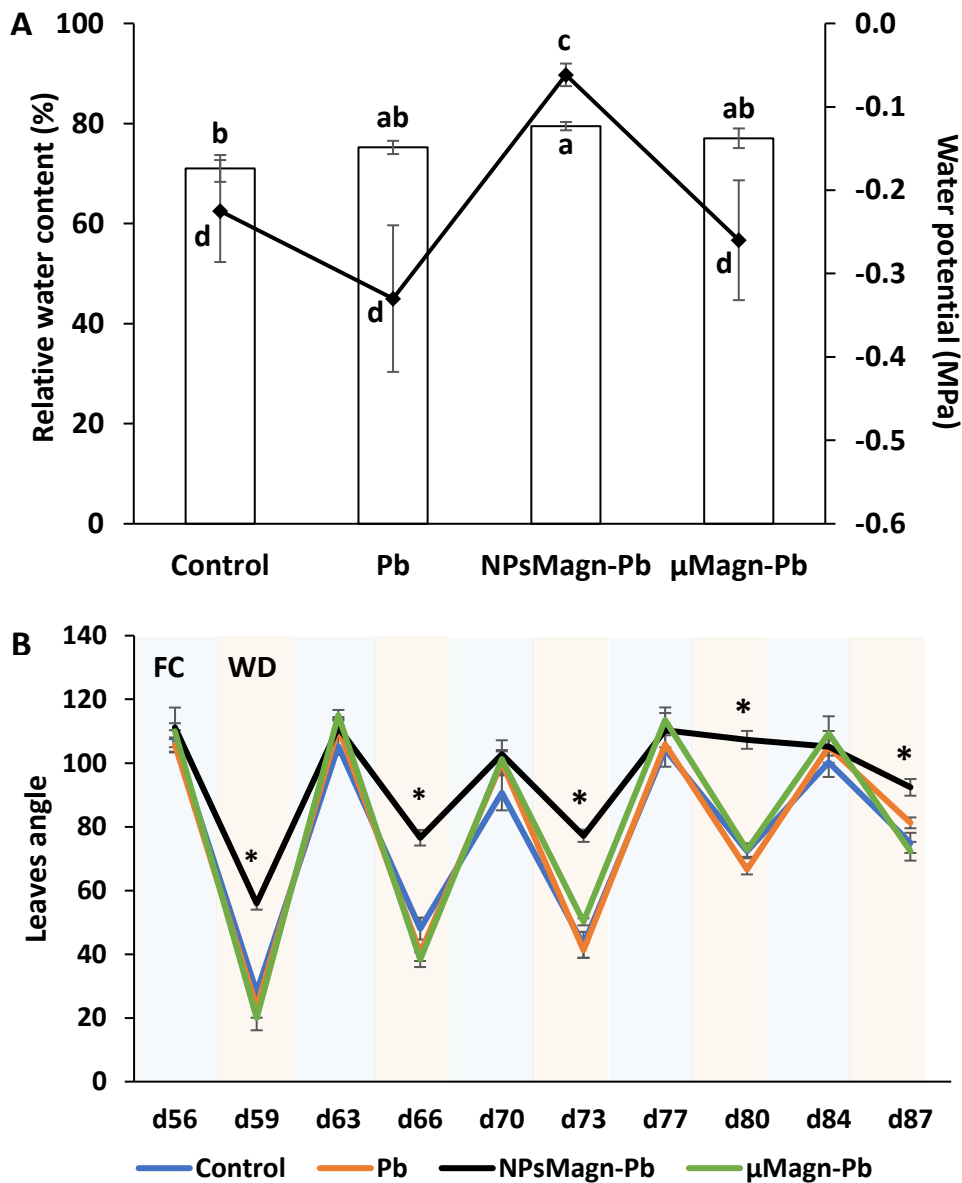 A
Relative water content (%)
100
80
60
40
20
0
b
ab
c
a
ab
d
d
d
0.0
-0.1
-0.2
-0.3
-0.4
-0.5
-0.6
Water potential (MPa)
Control Pb NPsMagn-Pb µMagn-Pb
B
Leaves angle
140
120
100
80
60
40
20
0
FC WD
*
*
*
*
*
d56 d59 d63 d66 d70 d73 d77 d80 d84 d87
Control Pb NPsMagn-Pb µMagn-Pb